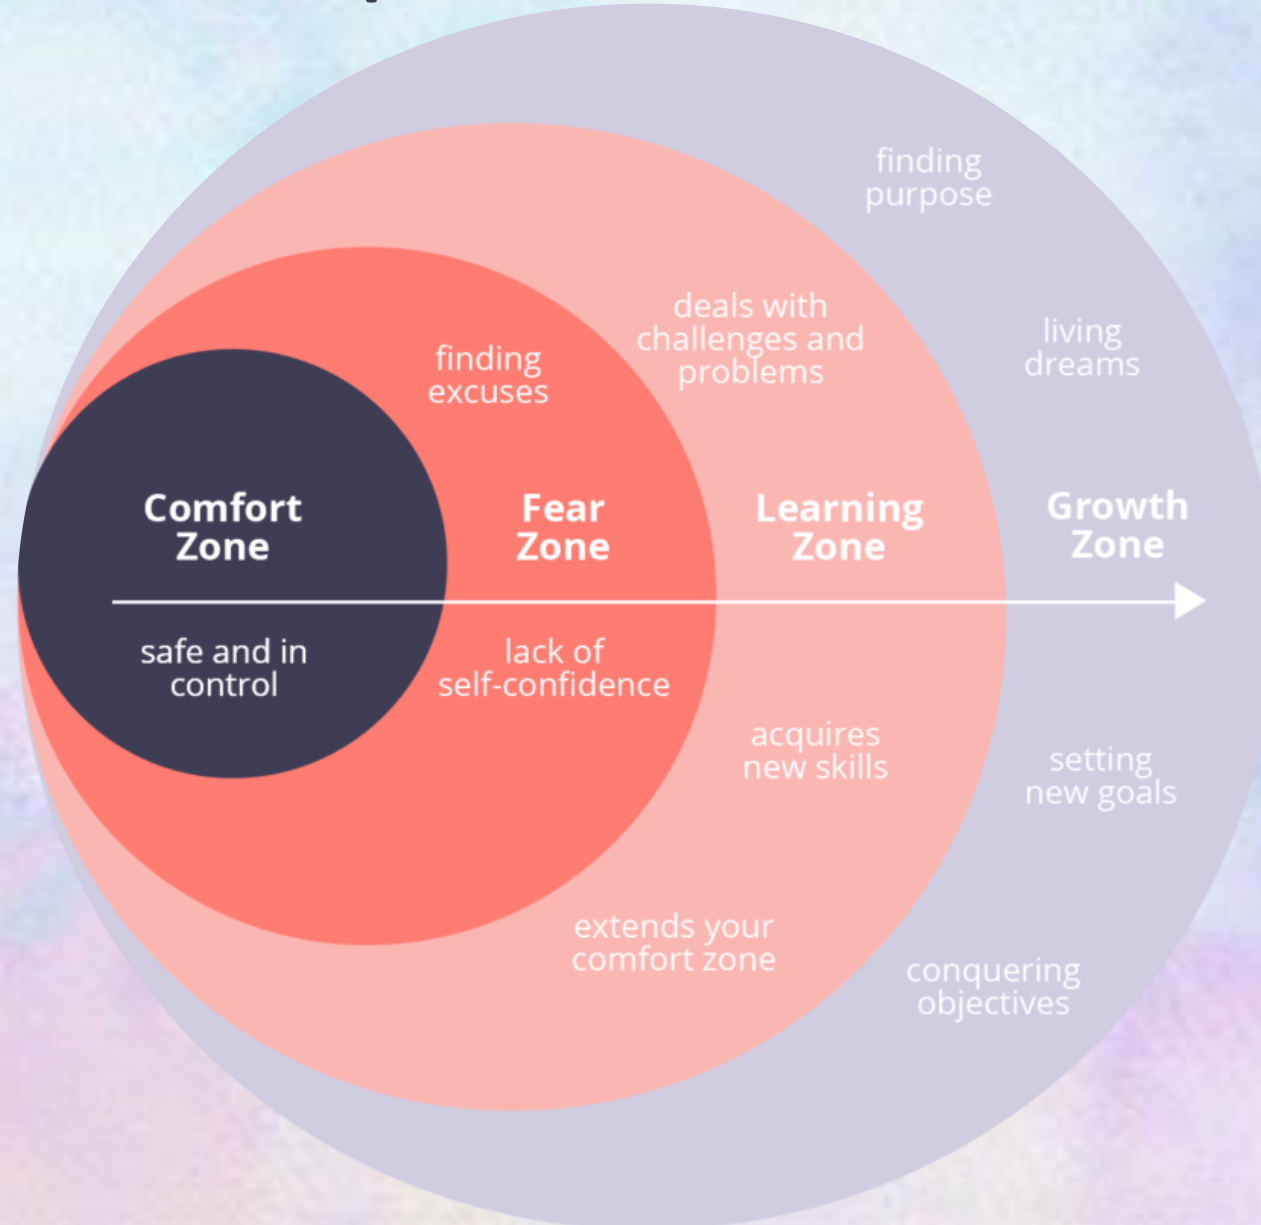 finding
purpose
deals with
challenges and
problems
living
dreams
finding
excuses
Comfort
Zone
Fear
Zone
Learning
Zone
Growth
Zone
safe and in
control
lack of
self-confidence
acquires
new skills
setting
new goals
extends your
comfort zone
conquering
objectives